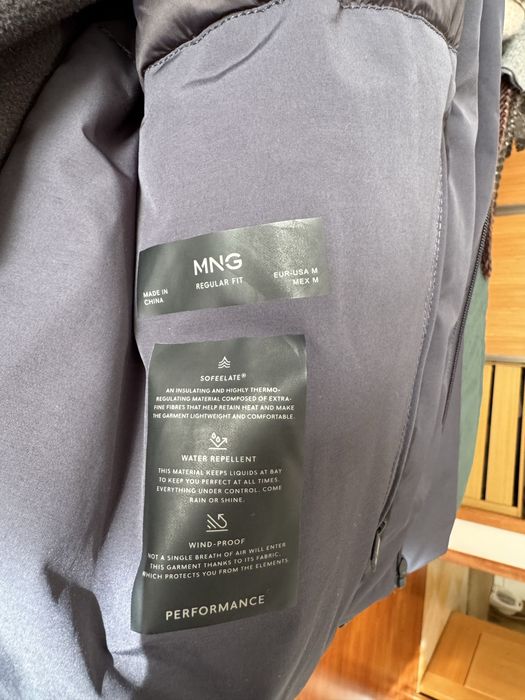 MNG
REGULAR FIT
MADE IN
CHINA
EUR-USA M
MEX M
SOFEELATE®
AN INSULATING AND HIGHLY THERMO-
REGULATING MATERIAL COMPOSED OF EXTRA-
FINE FIBRES THAT HELP RETAIN HEAT AND MAKE
THE GARMENT LIGHTWEIGHT AND COMFORTABLE.
WATER REPELLENT
THIS MATERIAL KEEPS LIQUIDS AT BAY
TO KEEP YOU PERFECT AT ALL TIMES.
EVERYTHING UNDER CONTROL. COME
RAIN OR SHINE.
WIND-PROOF
NOT A SINGLE BREATH OF AIR WILL ENTER
THIS GARMENT THANKS TO ITS FABRIC,
WHICH PROTECTS YOU FROM THE ELEMENTS.
PERFORMANCE